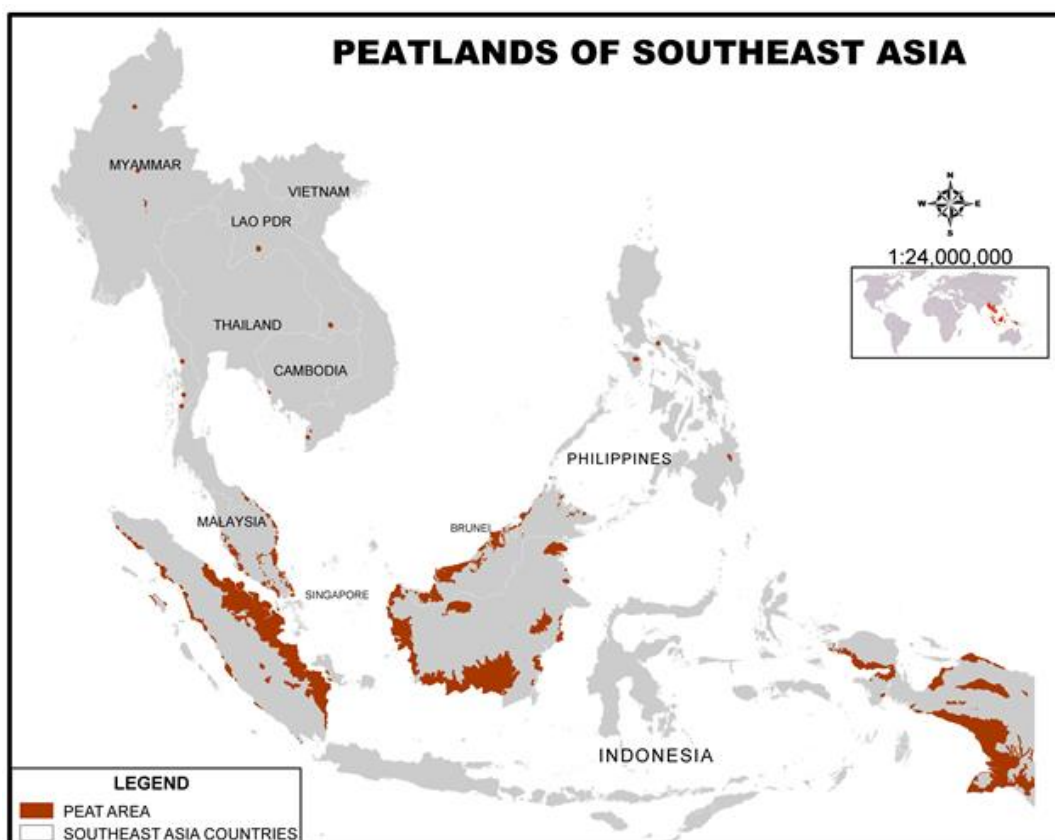 PEATLANDS OF SOUTHEAST ASIA
N
W E
S
1:24,000,000
MYAMMAR
VIETNAM
LAO PDR
THAILAND
CAMBODIA
PHILIPPINES
MALAYSIA
BRUNEI
SINGAPORE
INDONESIA
LEGEND
PEAT AREA
SOUTHEAST ASIA COUNTRIES